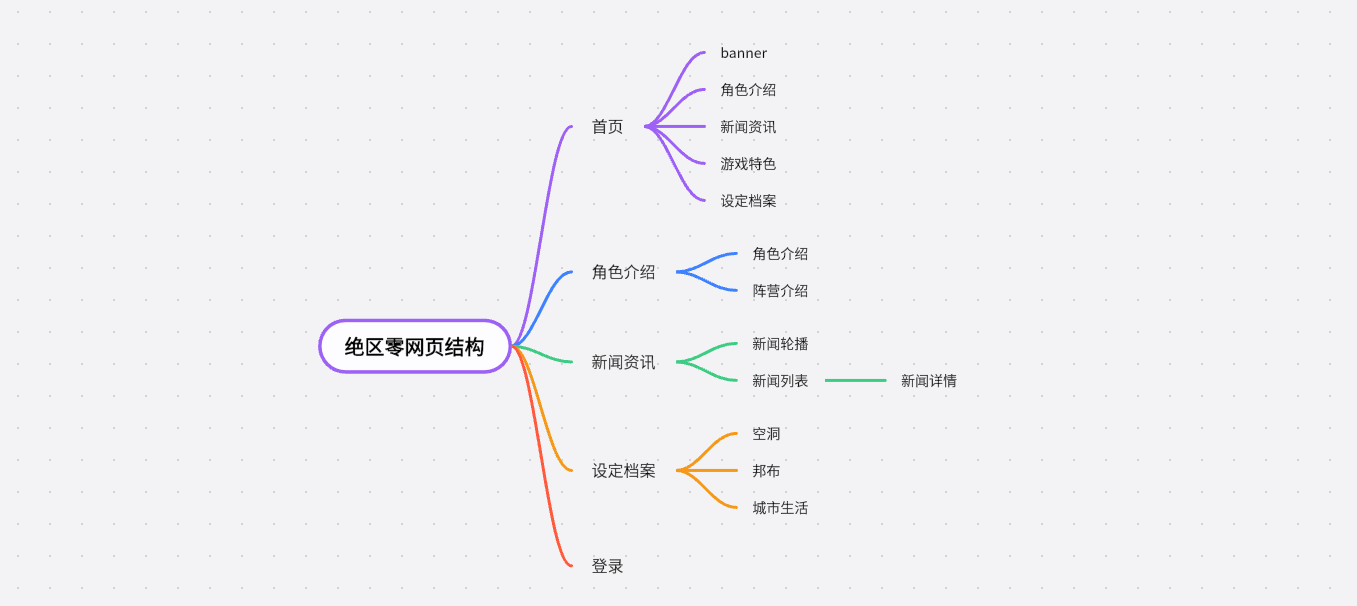 绝区零网页结构
首页
banner
角色介绍
新闻资讯
游戏特色
设定档案
角色介绍
角色介绍
阵营介绍
新闻资讯
新闻轮播
新闻列表
新闻详情
设定档案
空洞
邦布
城市生活
登录